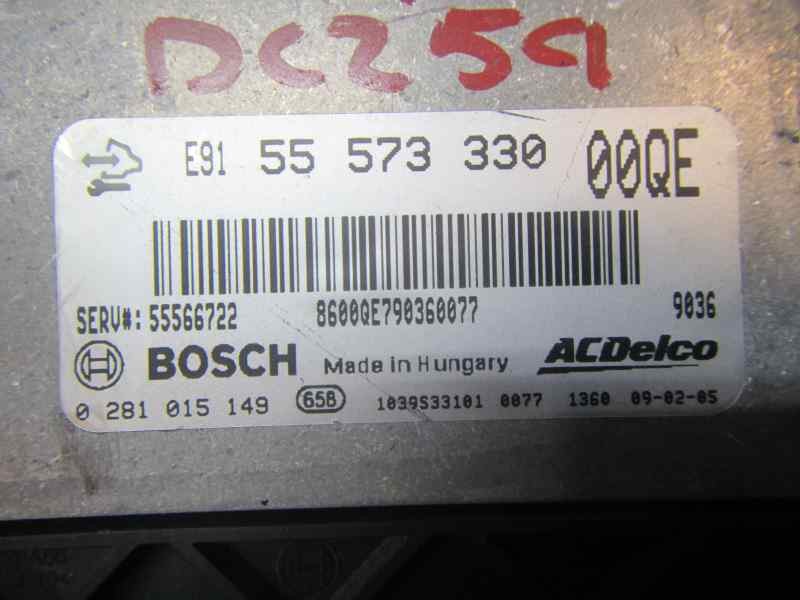 DC259
E91 55 573 330 00QE
SERV#: 55566722 8600QE790360077 9036
BOSCH Made in Hungary ACDelco
0 281 015 149 658 1039S33101 0077 1360 09-02-05